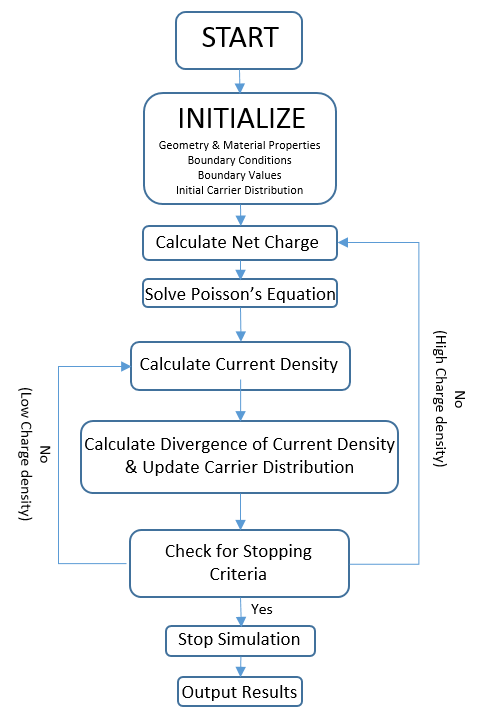 START
INITIALIZE
Geometry & Material Properties
Boundary Conditions
Boundary Values
Initial Carrier Distribution
Calculate Net Charge
Solve Poisson’s Equation
Calculate Current Density
Calculate Divergence of Current Density
& Update Carrier Distribution
Check for Stopping
Criteria
No
(Low Charge density)
No
(High Charge density)
Yes
Stop Simulation
Output Results